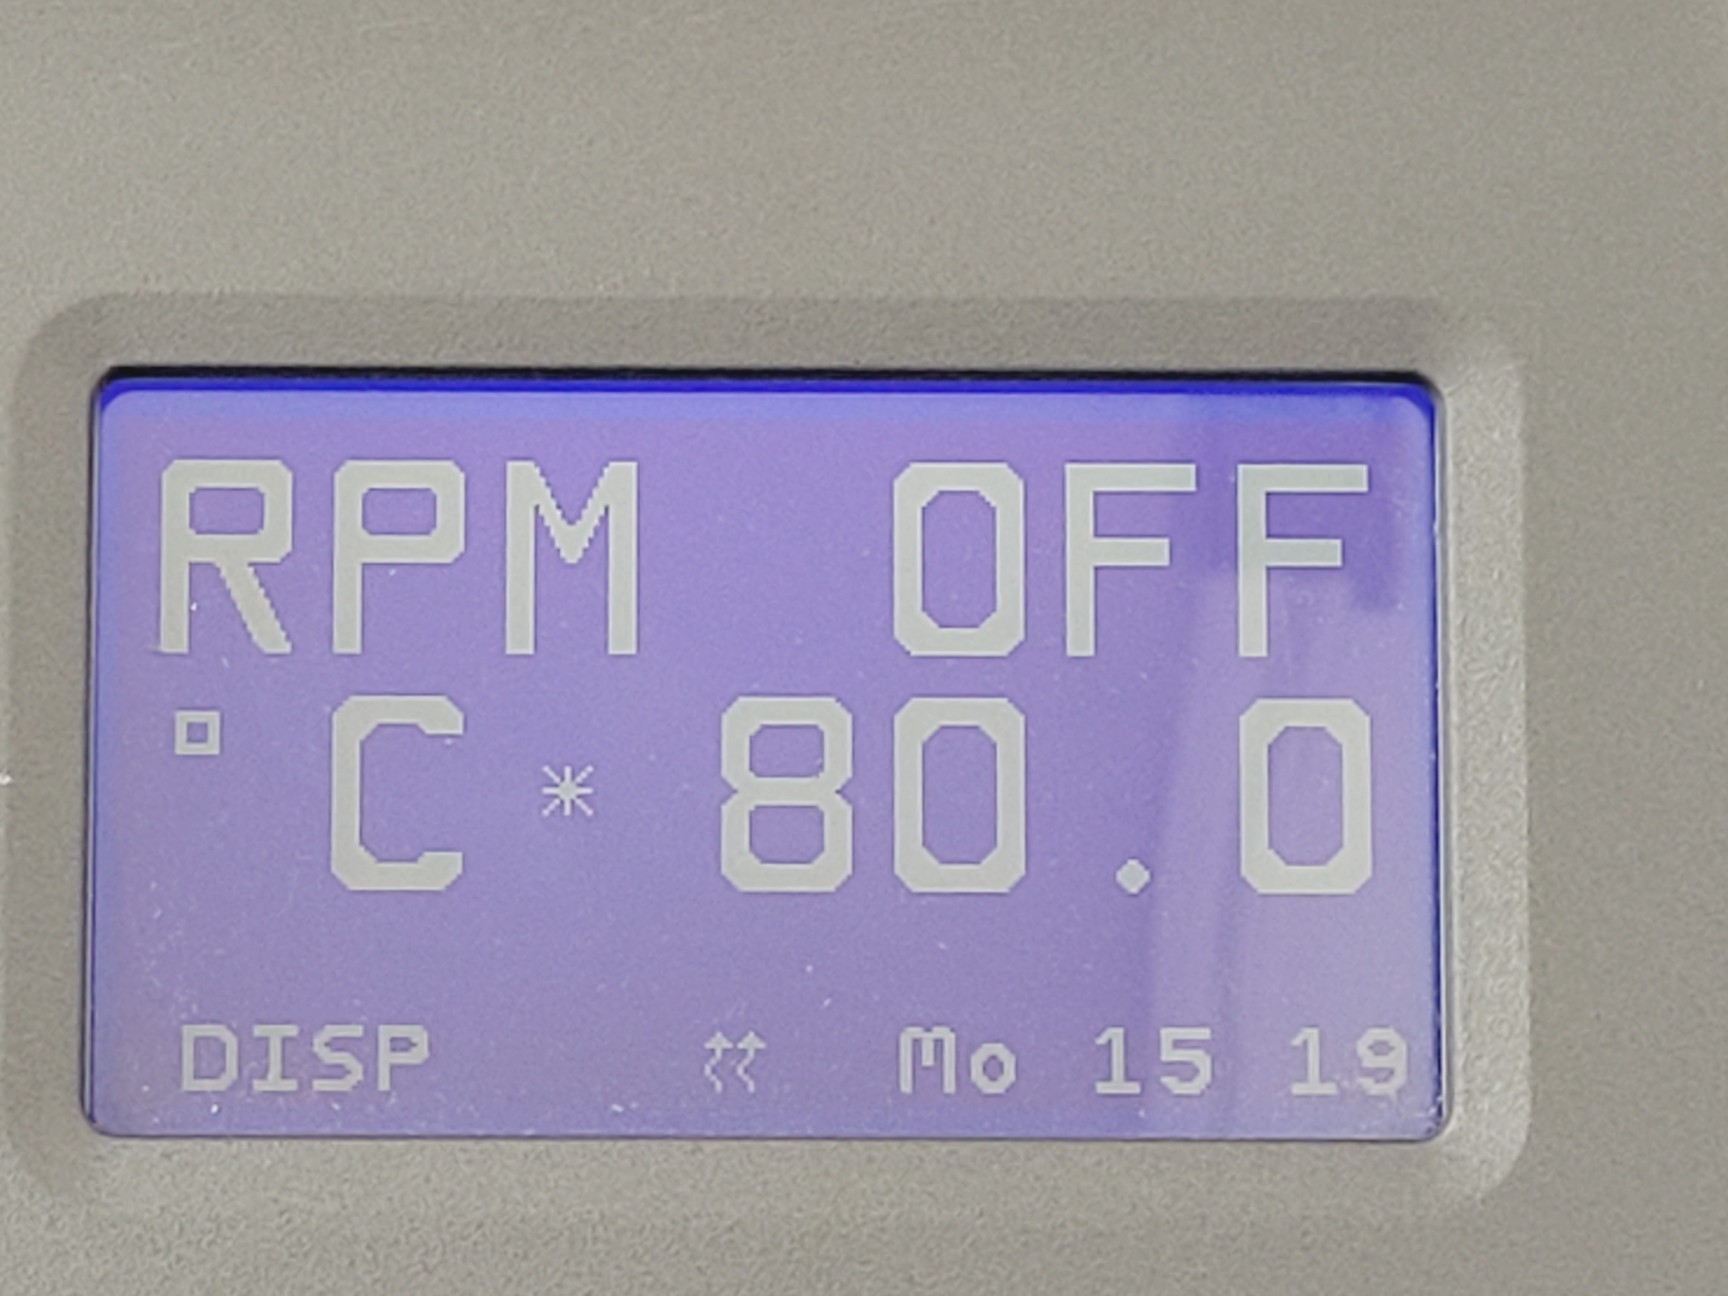 RPM OFF
°C * 80.0
DISP Mo 15 19